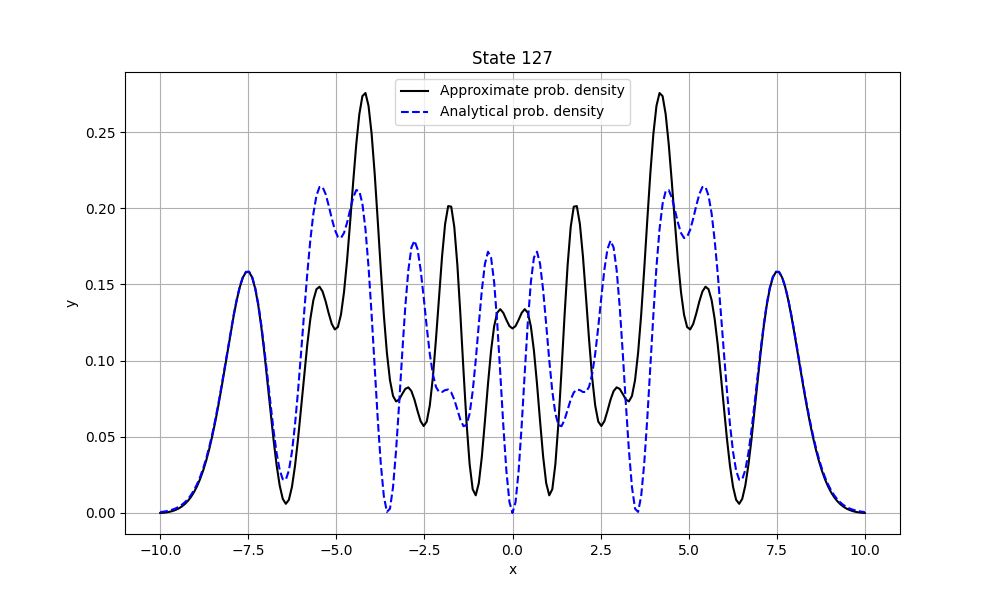 State 127
Approximate prob. density
Analytical prob. density
y
0.25
0.20
0.15
0.10
0.05
0.00
−10.0 −7.5 −5.0 −2.5 0.0 2.5 5.0 7.5 10.0
x